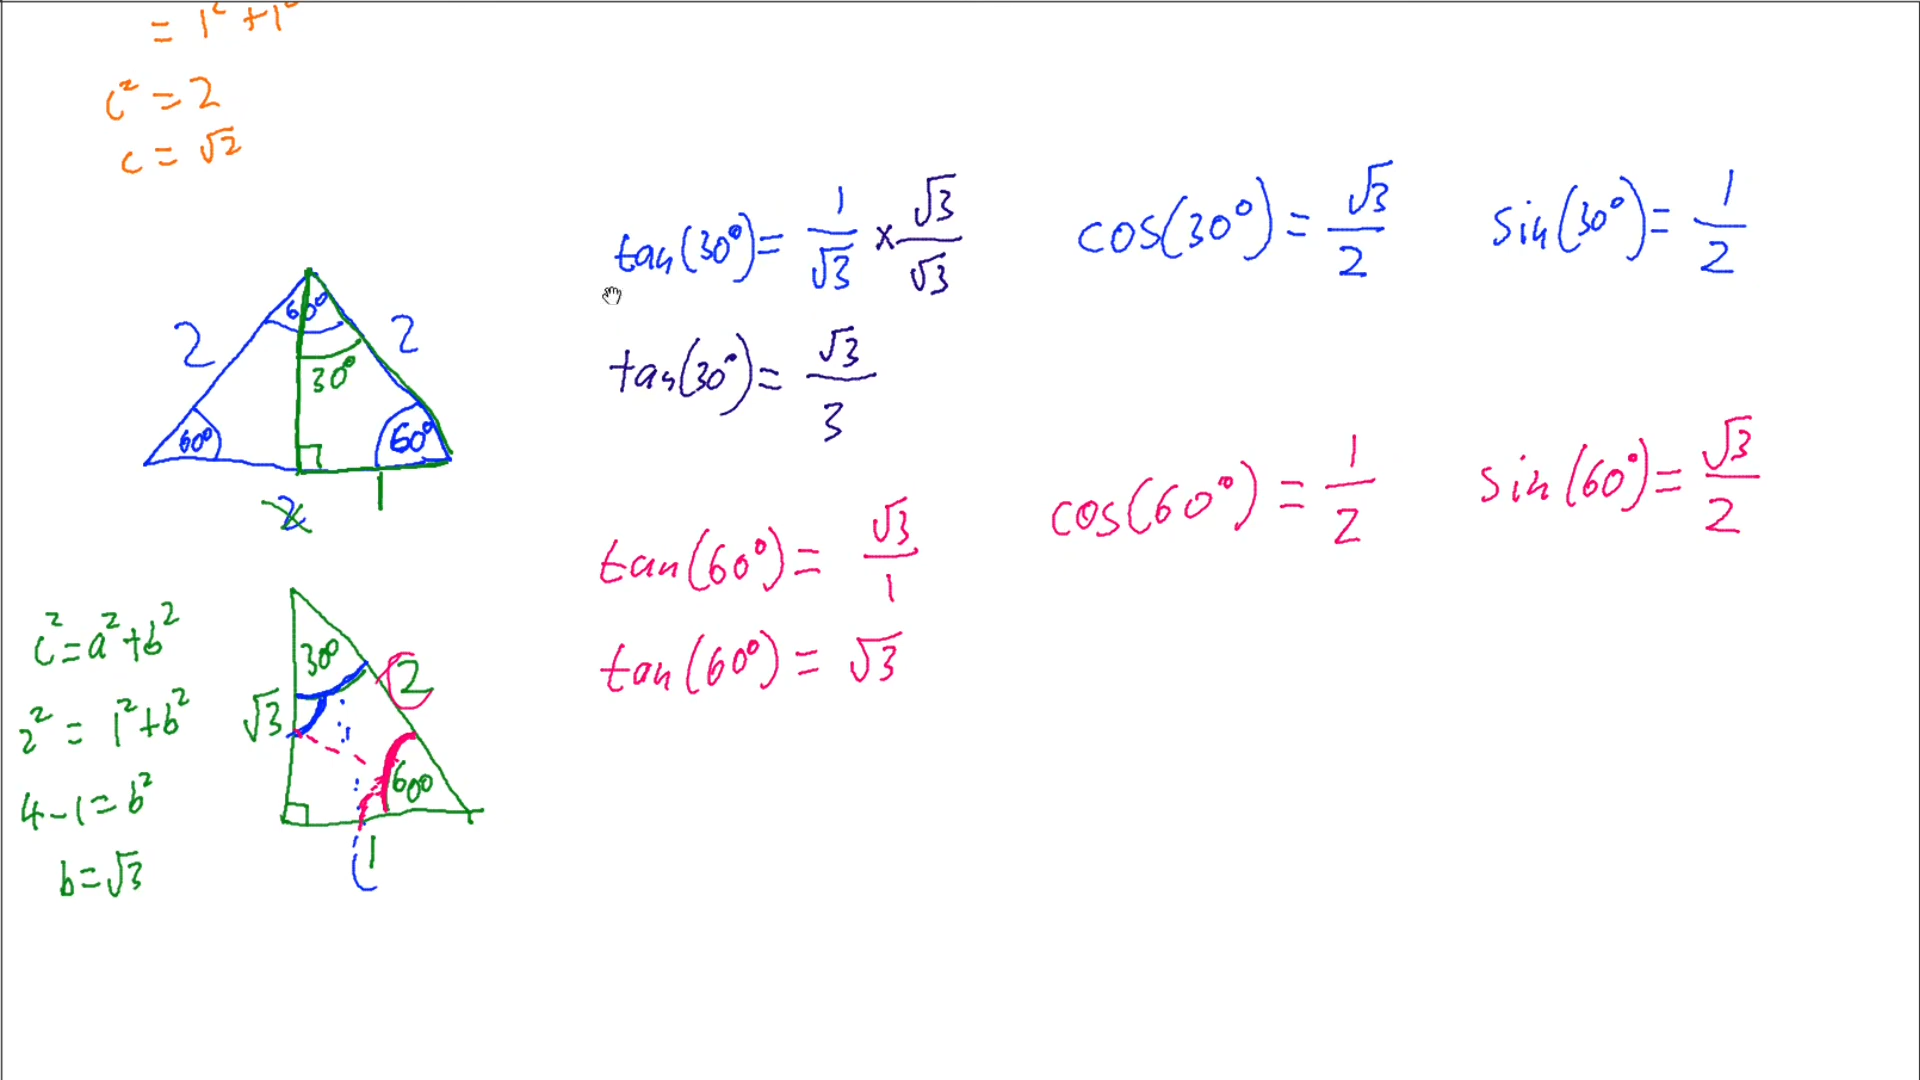 = 1² + 1²
c² = 2
c = √2
tan(30°) = 1/√3 × √3/√3
cos(30°) = √3/2
sin(30°) = 1/2
60°
2
2
30°
60°
60°
2
1
tan(30°) = √3/3
cos(60°) = 1/2
sin(60°) = √3/2
tan(60°) = √3/1
tan(60°) = √3
c² = a² + b²
2² = 1² + b²
4 - 1 = b²
b = √3
30°
2
√3
60°
1